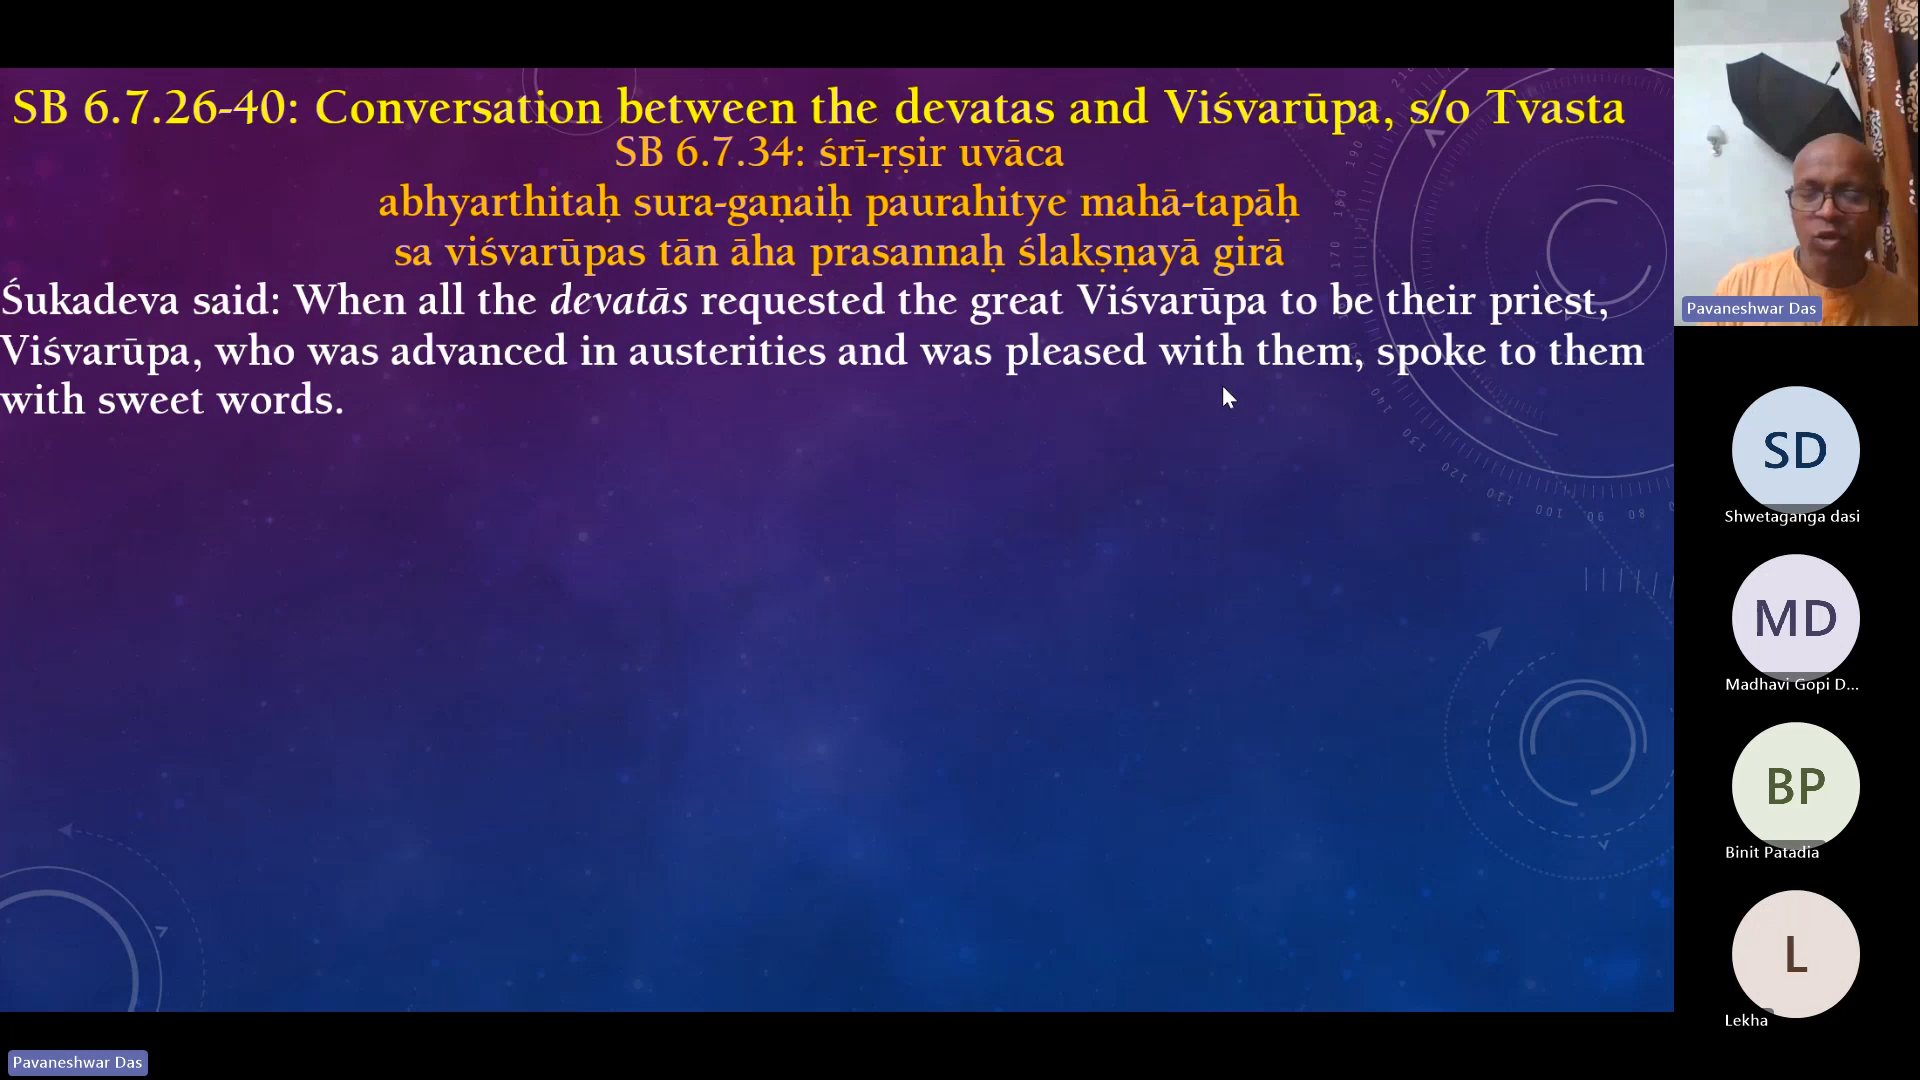 SB 6.7.26-40: Conversation between the devatas and Viśvarūpa, s/o Tvasta
SB 6.7.34: śrī-ṛṣir uvāca
abhyarthitaḥ sura-gaṇaiḥ paurahitye mahā-tapāḥ
sa viśvarūpas tān āha prasannaḥ ślakṣṇayā girā
Śukadeva said: When all the devatās requested the great Viśvarūpa to be their priest,
Viśvarūpa, who was advanced in austerities and was pleased with them, spoke to them
with sweet words.
Pavaneshwar Das
SD
Shwetaganga dasi
MD
Madhavi Gopi D...
BP
Binit Patadia
L
Lekha
Pavaneshwar Das